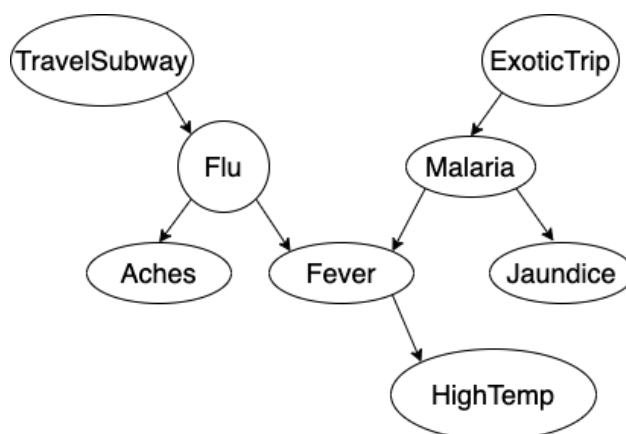 TravelSubway
ExoticTrip
Flu
Malaria
Aches
Fever
Jaundice
HighTemp